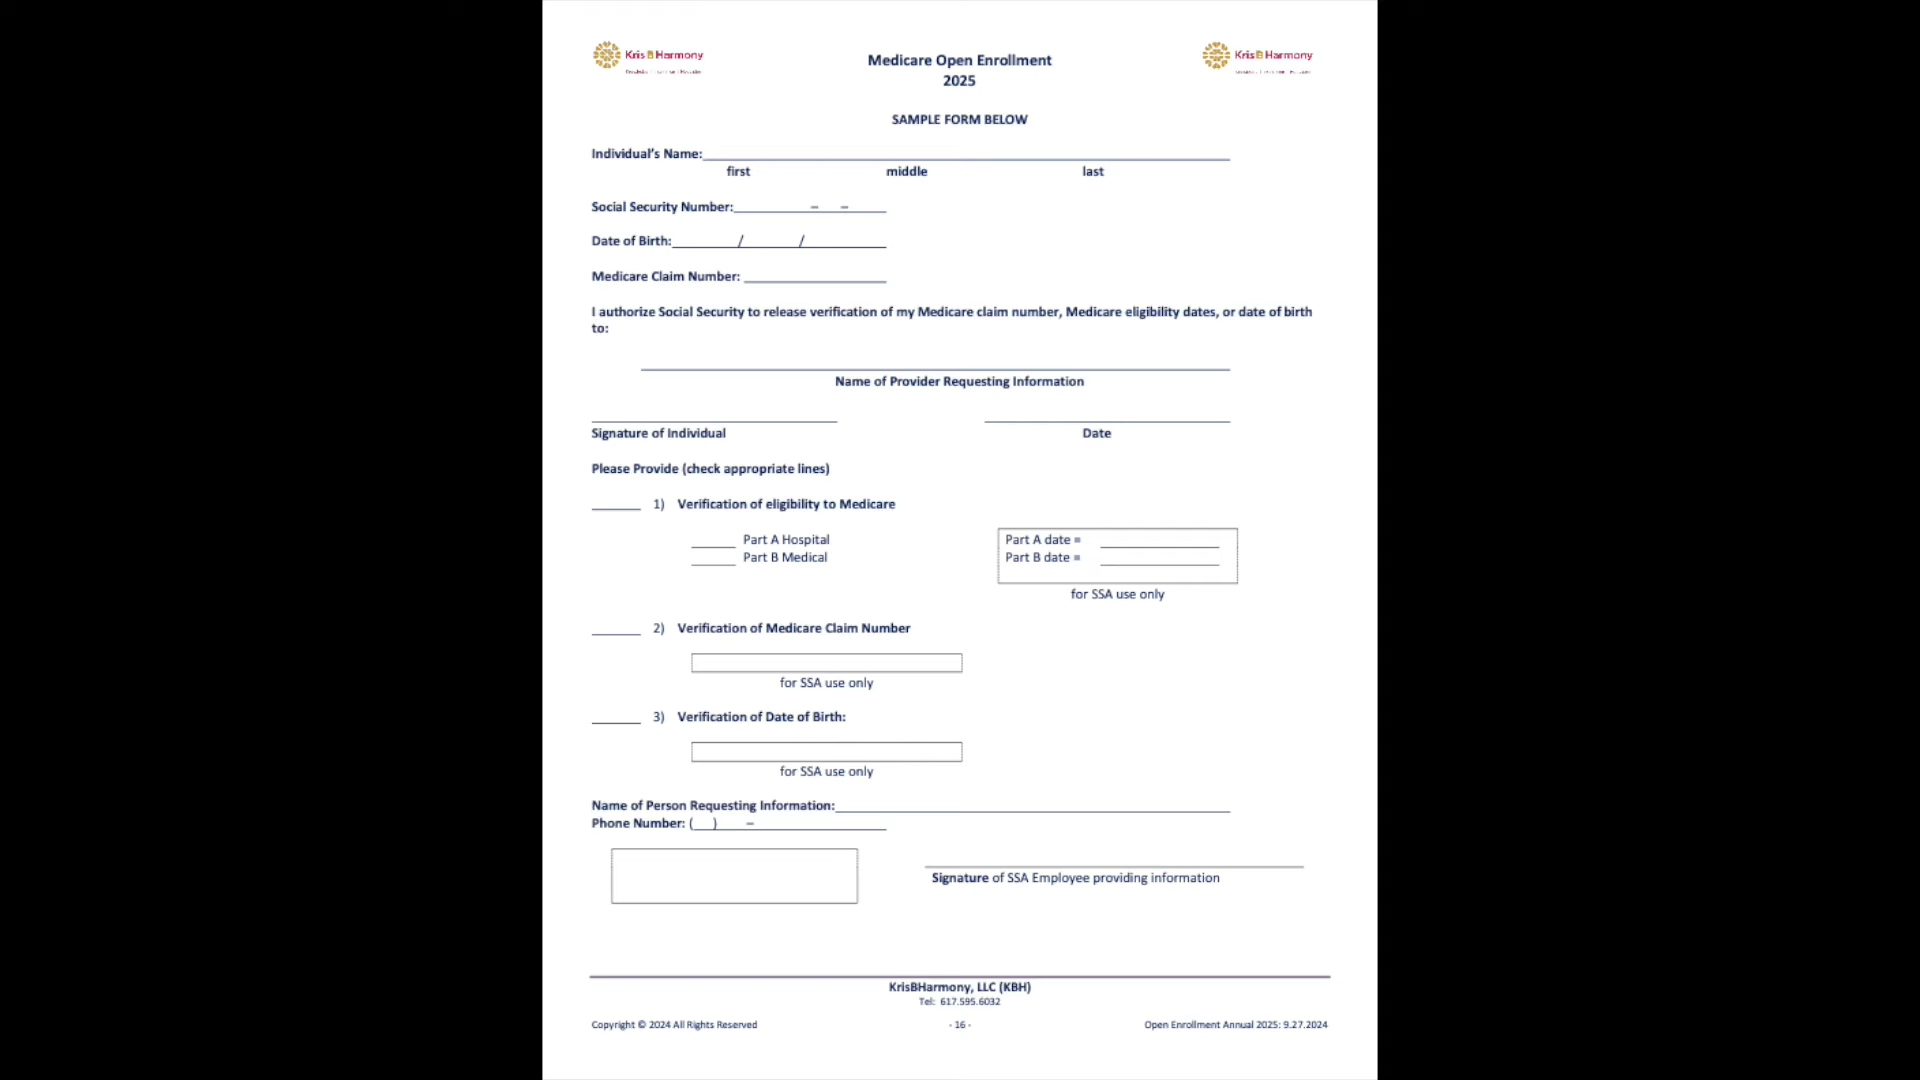 Kris B Harmony
Medicare Open Enrollment
2025
Kris B Harmony
SAMPLE FORM BELOW
Individual's Name:
first middle last
Social Security Number: – –
Date of Birth: / /
Medicare Claim Number:
I authorize Social Security to release verification of my Medicare claim number, Medicare eligibility dates, or date of birth
to:
Name of Provider Requesting Information
Signature of Individual Date
Please Provide (check appropriate lines)
1) Verification of eligibility to Medicare
Part A Hospital Part A date =
Part B Medical Part B date =
for SSA use only
2) Verification of Medicare Claim Number
for SSA use only
3) Verification of Date of Birth:
for SSA use only
Name of Person Requesting Information:
Phone Number: ( ) –
Signature of SSA Employee providing information
KrisBHarmony, LLC (KBH)
Tel: 617.595.6032
Copyright © 2024 All Rights Reserved - 16 - Open Enrollment Annual 2025: 9.27.2024